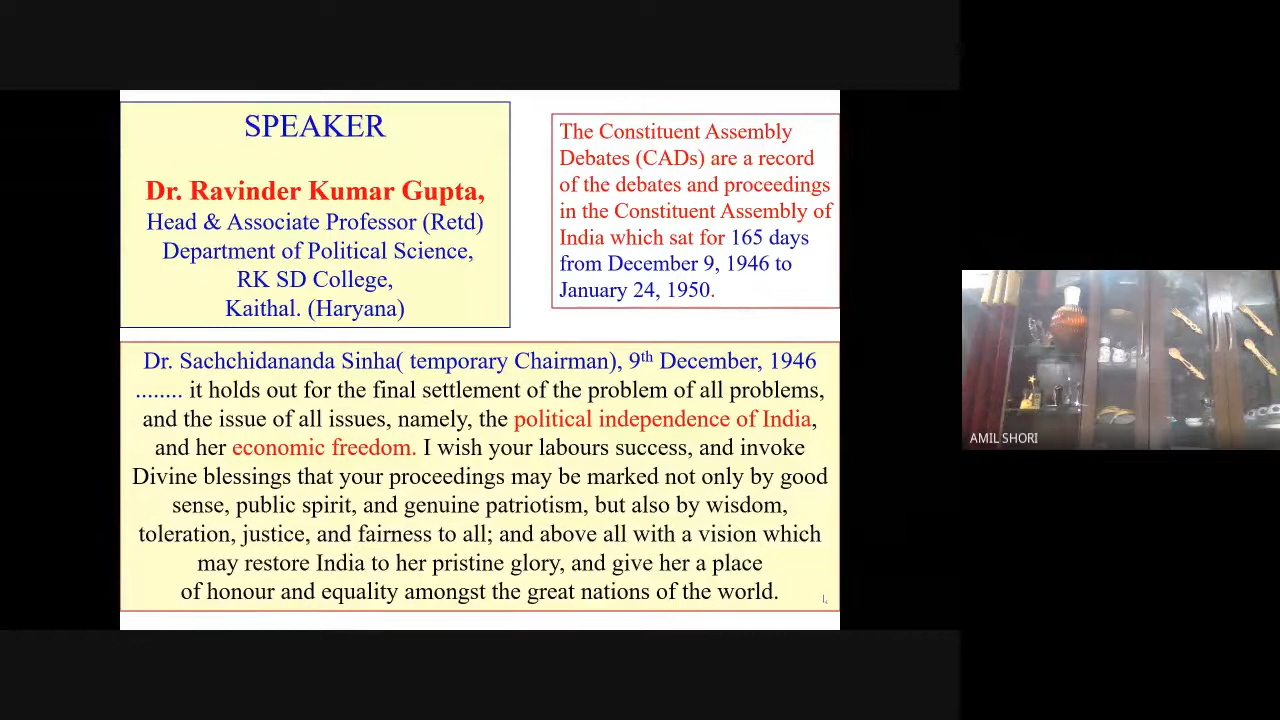 SPEAKER
Dr. Ravinder Kumar Gupta,
Head & Associate Professor (Retd)
Department of Political Science,
RK SD College,
Kaithal. (Haryana)
The Constituent Assembly
Debates (CADs) are a record
of the debates and proceedings
in the Constituent Assembly of
India which sat for 165 days
from December 9, 1946 to
January 24, 1950.
Dr. Sachchidananda Sinha( temporary Chairman), 9th December, 1946
........ it holds out for the final settlement of the problem of all problems,
and the issue of all issues, namely, the political independence of India,
and her economic freedom. I wish your labours success, and invoke
Divine blessings that your proceedings may be marked not only by good
sense, public spirit, and genuine patriotism, but also by wisdom,
toleration, justice, and fairness to all; and above all with a vision which
may restore India to her pristine glory, and give her a place
of honour and equality amongst the great nations of the world.
AMIL SHORI